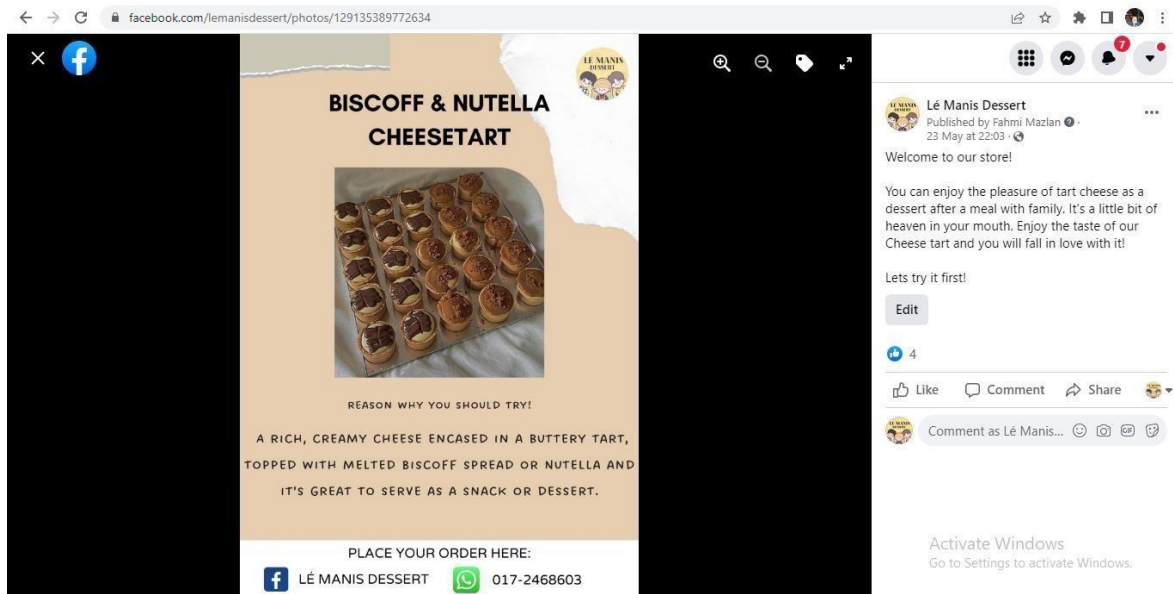 facebook.com/lemanisdessert/photos/129135389772634
LÉ MANIS
DESSERT
BISCOFF & NUTELLA
CHEESETART
REASON WHY YOU SHOULD TRY!
A RICH, CREAMY CHEESE ENCASED IN A BUTTERY TART,
TOPPED WITH MELTED BISCOFF SPREAD OR NUTELLA AND
IT'S GREAT TO SERVE AS A SNACK OR DESSERT.
PLACE YOUR ORDER HERE:
LÉ MANIS DESSERT 017-2468603
7
Lé Manis Dessert
Published by Fahmi Mazlan
23 May at 22:03 ·
Welcome to our store!
You can enjoy the pleasure of tart cheese as a
dessert after a meal with family. It's a little bit of
heaven in your mouth. Enjoy the taste of our
Cheese tart and you will fall in love with it!
Lets try it first!
Edit
4
Like Comment Share
Comment as Lé Manis... GIF
Activate Windows
Go to Settings to activate Windows.